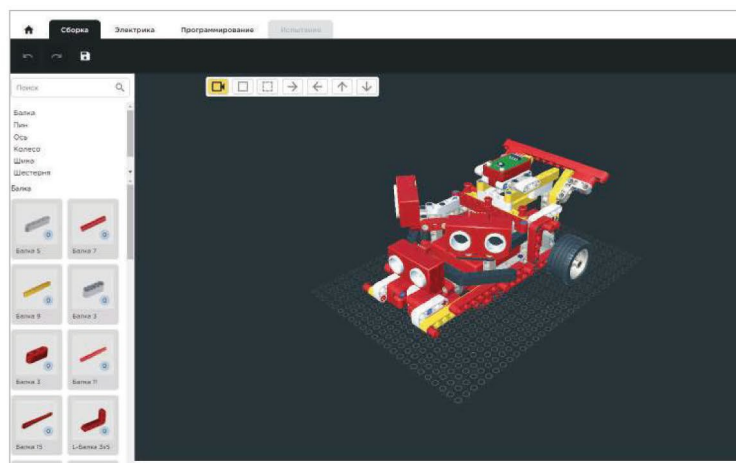 Сборка
Электрика
Программирование
Испытания
Поиск
Балка
Пин
Ось
Колесо
Шина
Шестерня
Балка
Балка 5
Балка 7
Балка 9
Балка 3
Балка 3
Балка 11
Балка 15
L-балка 3x5